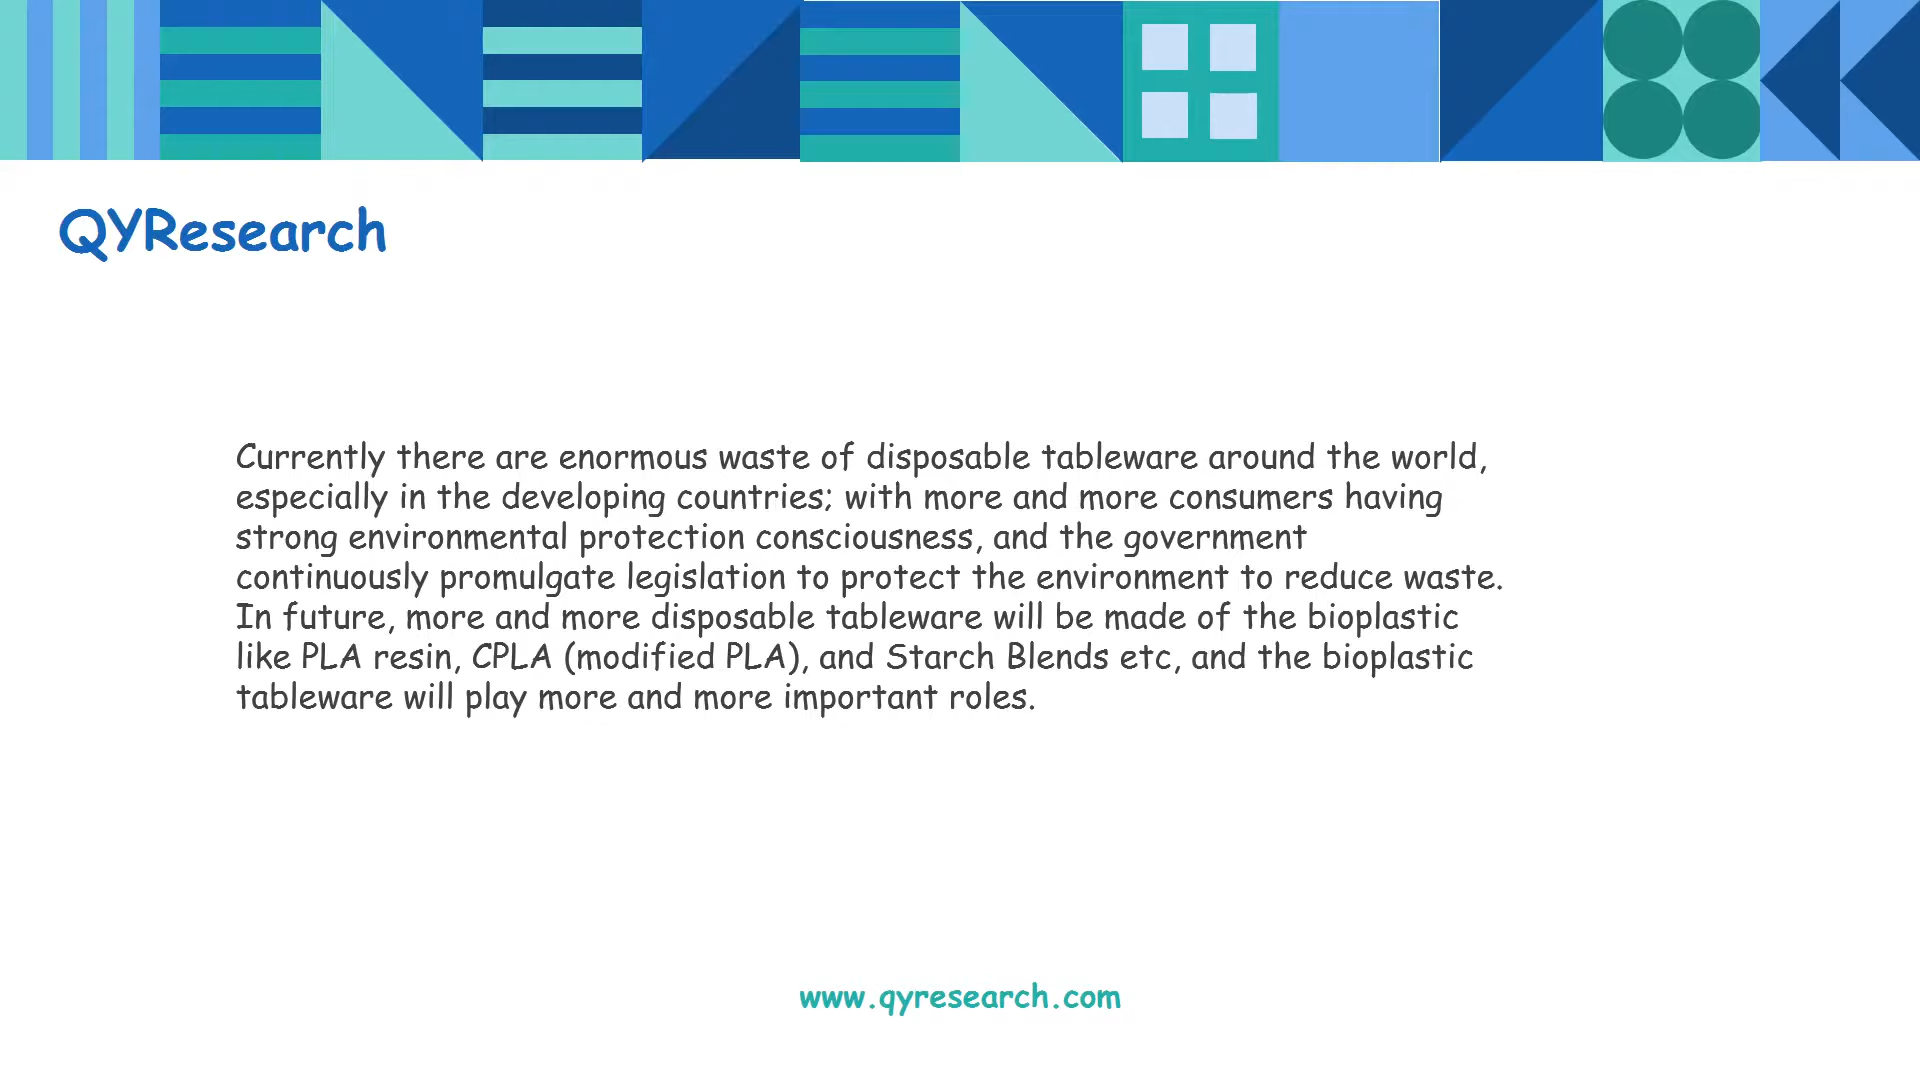 QYResearch
Currently there are enormous waste of disposable tableware around the world,
especially in the developing countries; with more and more consumers having
strong environmental protection consciousness, and the government
continuously promulgate legislation to protect the environment to reduce waste.
In future, more and more disposable tableware will be made of the bioplastic
like PLA resin, CPLA (modified PLA), and Starch Blends etc, and the bioplastic
tableware will play more and more important roles.
www.qyresearch.com